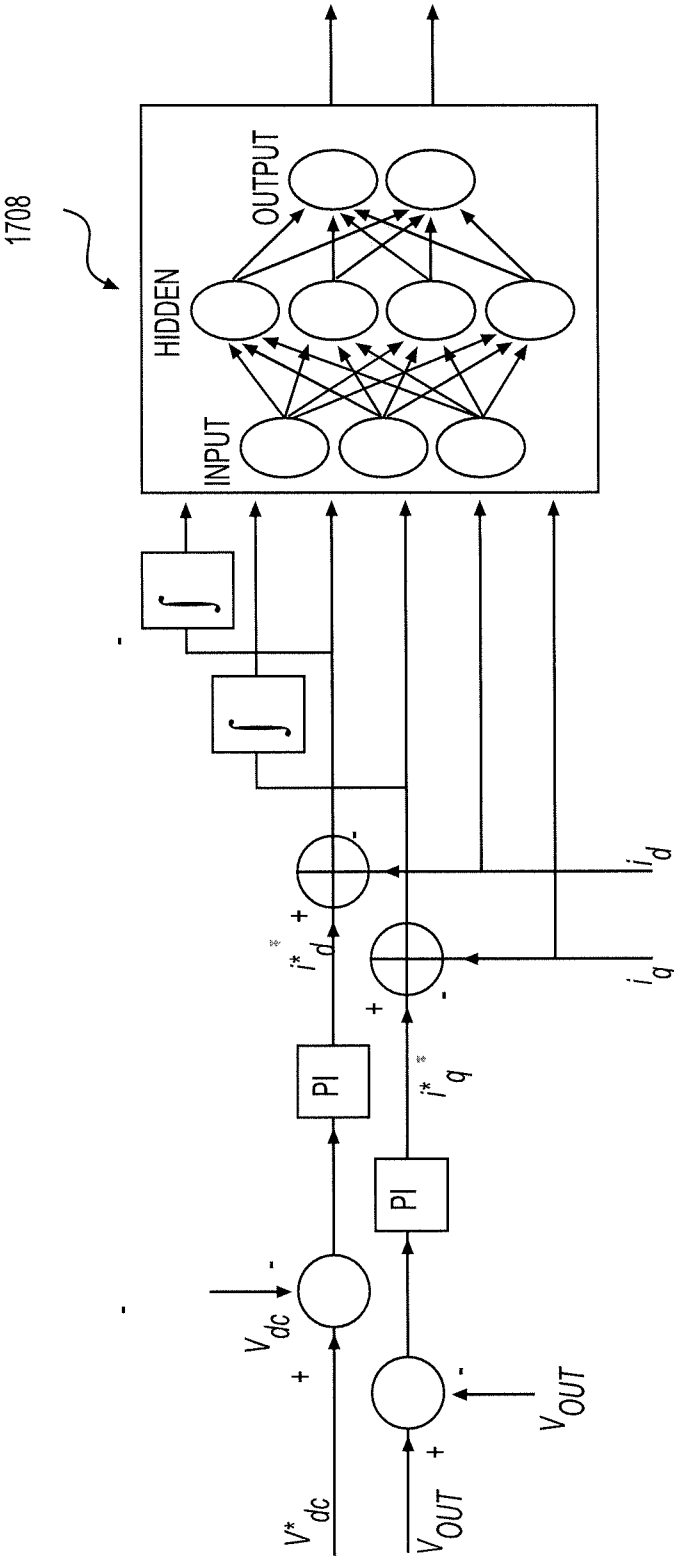 1708
HIDDEN
OUTPUT
INPUT
∫
∫
-
-
+
i*d
*
+
-
i*q
*
id
iq
PI
PI
-
Vdc
-
+
V*dc
-
VOUT
+
VOUT